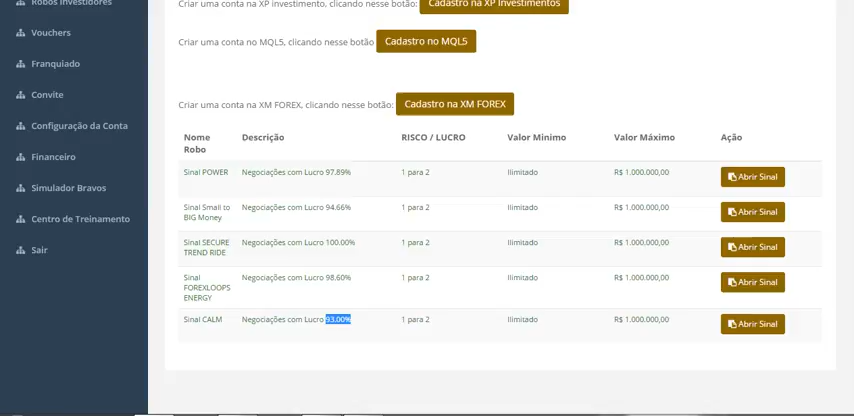 Robôs Investidores
Vouchers
Franquiado
Convite
Configuração da Conta
Financeiro
Simulador Bravos
Centro de Treinamento
Sair
Criar uma conta na XP investimento, clicando nesse botão: Cadastro na XP Investimentos
Criar uma conta no MQL5, clicando nesse botão Cadastro no MQL5
Criar uma conta na XM FOREX, clicando nesse botão: Cadastro na XM FOREX
Nome Robo Descrição RISCO / LUCRO Valor Minimo Valor Máximo Ação
Sinal POWER Negociações com Lucro 97.89% 1 para 2 Ilimitado R$ 1.000.000,00 Abrir Sinal
Sinal Small to BIG Money Negociações com Lucro 94.66% 1 para 2 Ilimitado R$ 1.000.000,00 Abrir Sinal
Sinal SECURE TREND RIDE Negociações com Lucro 100.00% 1 para 2 Ilimitado R$ 1.000.000,00 Abrir Sinal
Sinal FOREXLOOPS ENERGY Negociações com Lucro 98.60% 1 para 2 Ilimitado R$ 1.000.000,00 Abrir Sinal
Sinal CALM Negociações com Lucro 93.00% 1 para 2 Ilimitado R$ 1.000.000,00 Abrir Sinal